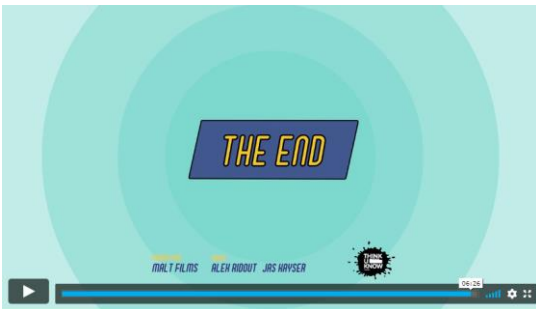 THE END
MALT FILMS ALEX RIDOUT JAS KAYSER
THINK
U
KNOW
06:26